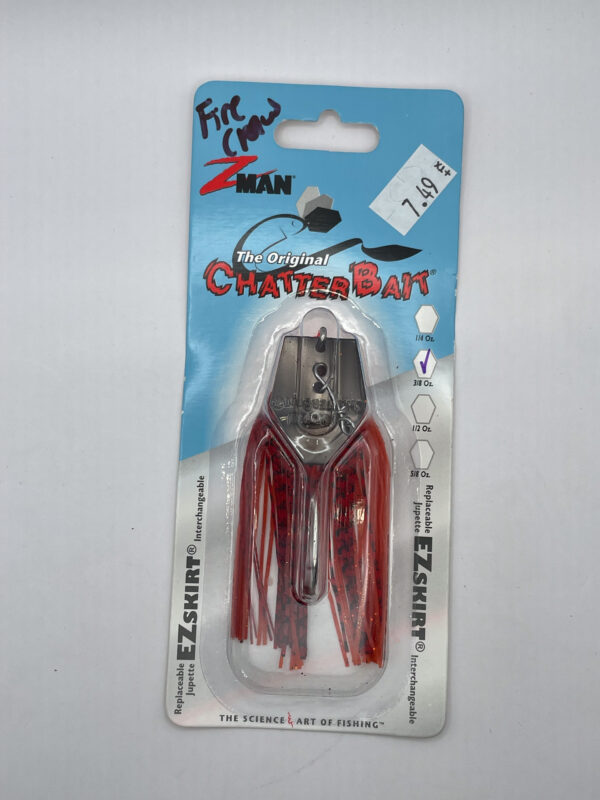 Fire
Craw
ZMAN®
7.49
The Original
CHATTERBAIT®
1/4 Oz.
3/8 Oz.
1/2 Oz.
5/8 Oz.
Replaceable
Jupette
EZSKIRT®
Interchangeable
Replaceable
Jupette
EZSKIRT®
Interchangeable
THE SCIENCE & ART OF FISHING™